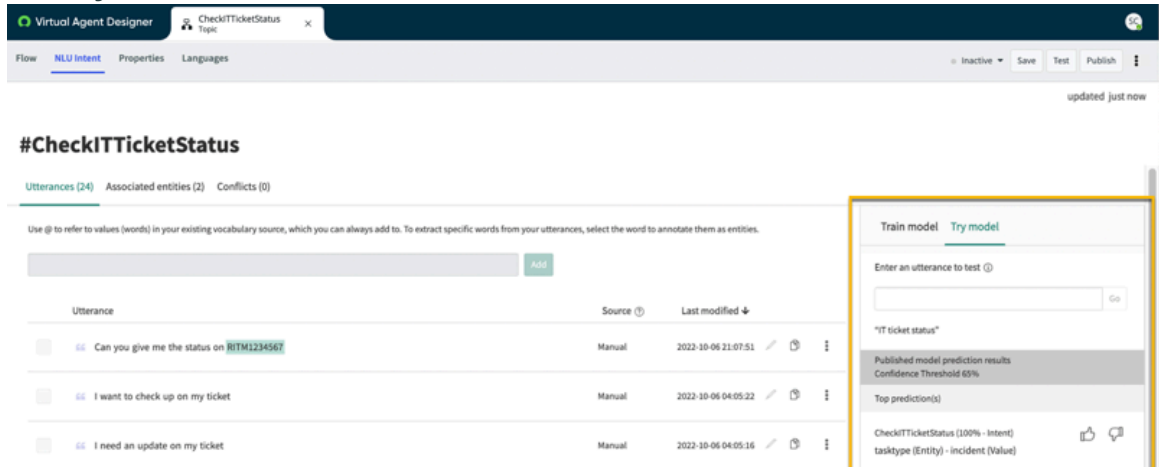 Virtual Agent Designer
CheckITTicketStatus
Topic
SC
Flow NLU Intent Properties Languages
Inactive Save Test Publish
updated just now
#CheckITTicketStatus
Utterances (24) Associated entities (2) Conflicts (0)
Use @ to refer to values (words) in your existing vocabulary source, which you can always add to. To extract specific words from your utterances, select the word to annotate them as entities.
Add
Utterance Source Last modified
Can you give me the status on RITM1234567 Manual 2022-10-06 21:07:51
I want to check up on my ticket Manual 2022-10-06 04:05:22
I need an update on my ticket Manual 2022-10-06 04:05:16
Train model Try model
Enter an utterance to test
Go
"IT ticket status"
Published model prediction results
Confidence Threshold 65%
Top prediction(s)
CheckITTicketStatus (100% - Intent)
tasktype (Entity) - incident (Value)